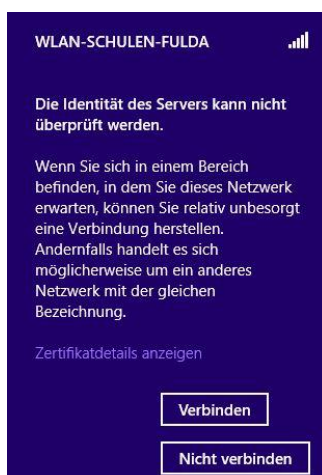 WLAN-SCHULEN-FULDA
Die Identität des Servers kann nicht
überprüft werden.
Wenn Sie sich in einem Bereich
befinden, in dem Sie dieses Netzwerk
erwarten, können Sie relativ unbesorgt
eine Verbindung herstellen.
Andernfalls handelt es sich
möglicherweise um ein anderes
Netzwerk mit der gleichen
Bezeichnung.
Zertifikatdetails anzeigen
Verbinden
Nicht verbinden